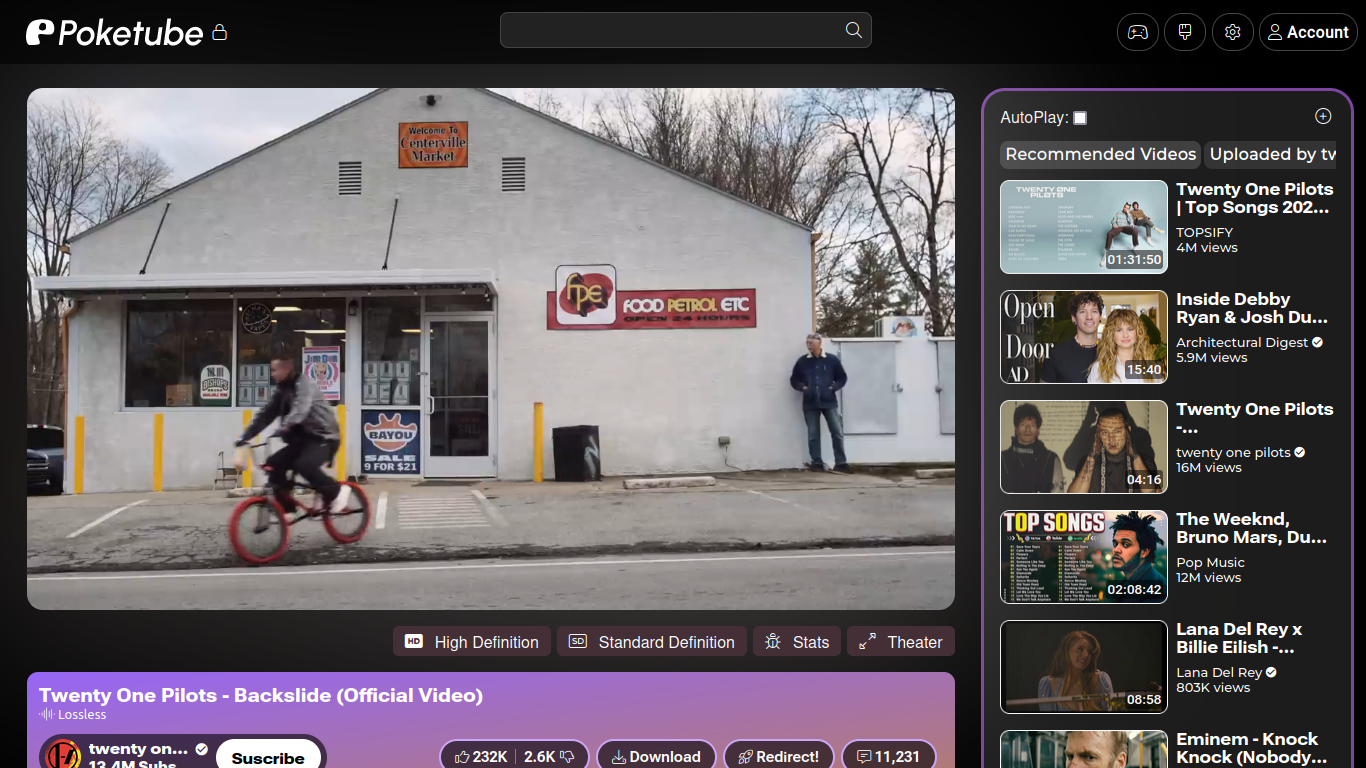 Poketube
Account
Welcome To
Centerville
Market
fpe
FOOD PETROL ETC
OPEN 24 HOURS
BAYOU
SALE
9 FOR $21
High Definition
Standard Definition
Stats
Theater
Twenty One Pilots - Backslide (Official Video)
Lossless
twenty on...
13.4M Subs
Suscribe
232K
2.6K
Download
Redirect!
11,231
AutoPlay:
Recommended Videos
Uploaded by tw
TWENTY ONE
PILOTS
01:31:50
Twenty One Pilots
| Top Songs 202...
TOPSIFY
4M views
Open
Door
AD
15:40
Inside Debby
Ryan & Josh Du...
Architectural Digest
5.9M views
04:16
Twenty One Pilots
-...
twenty one pilots
16M views
TOP SONGS
02:08:42
The Weeknd,
Bruno Mars, Du...
Pop Music
12M views
08:58
Lana Del Rey x
Billie Eilish -...
Lana Del Rey
803K views
Eminem - Knock
Knock (Nobody...